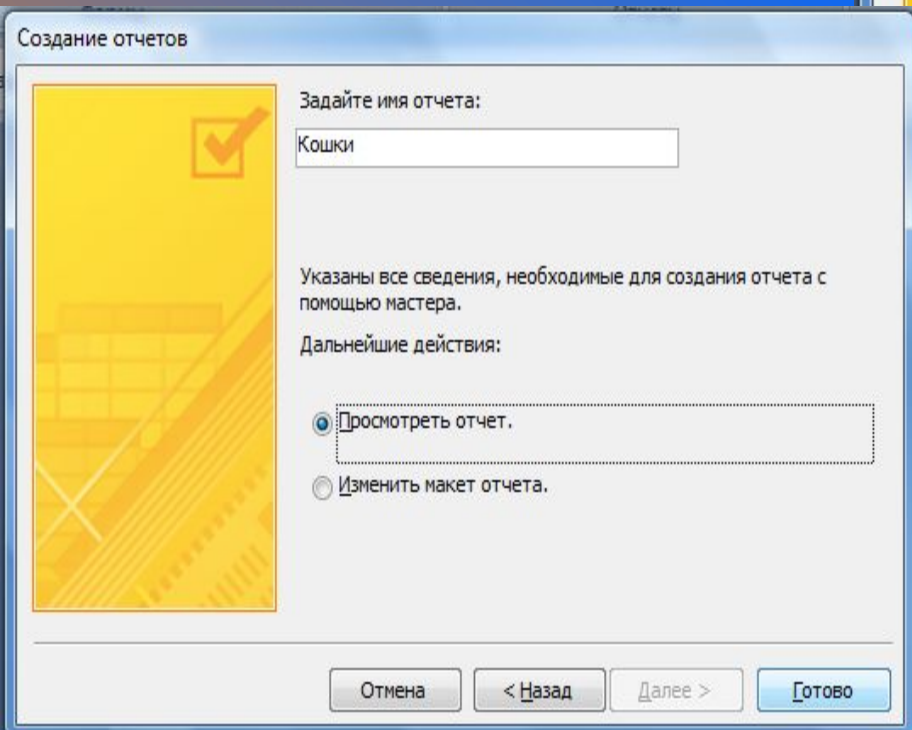 Создание отчетов
Задайте имя отчета:
Кошки
Указаны все сведения, необходимые для создания отчета с
помощью мастера.
Дальнейшие действия:
Просмотреть отчет.
Изменить макет отчета.
Отмена
< Назад
Далее >
Готово